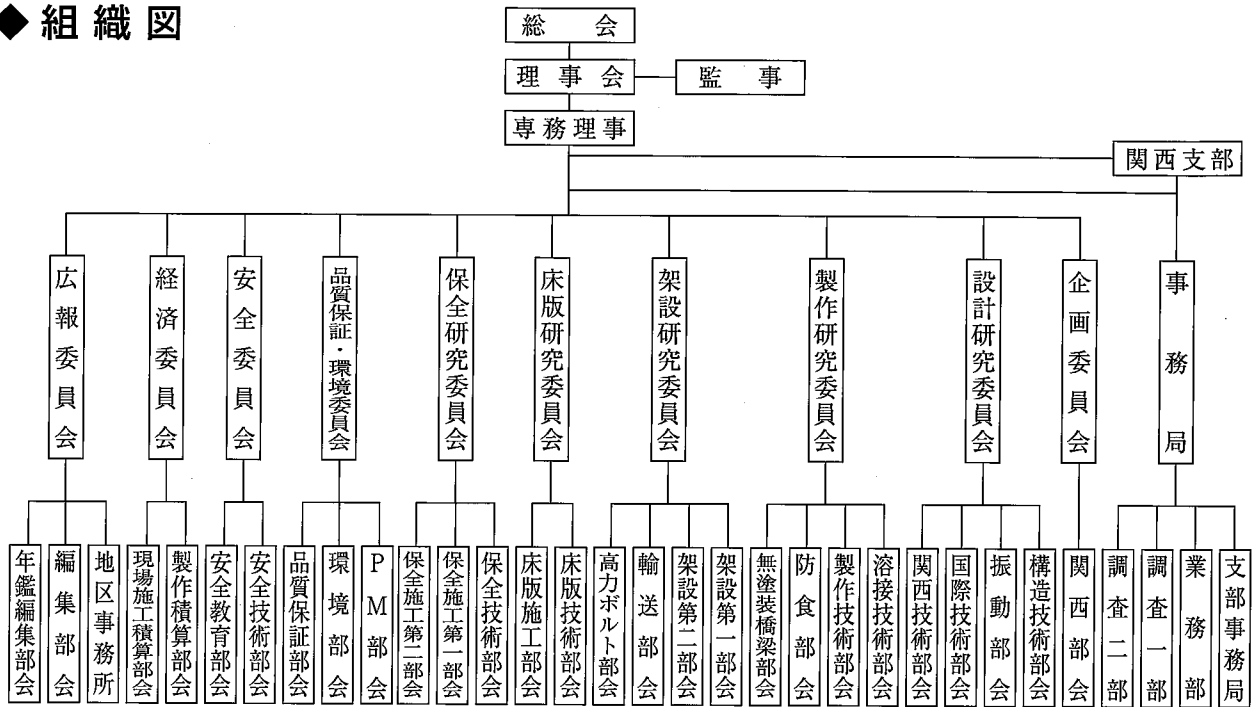 ◆ 組織図
総会
理事会
監事
専務理事
関西支部
広報委員会
経済委員会
安全委員会
品質保証・環境委員会
保全研究委員会
床版研究委員会
架設研究委員会
製作研究委員会
設計研究委員会
企画委員会
事務局
年鑑編集部会
編集部会
地区事務所
現場施工積算部会
製作積算部会
安全教育部会
安全技術部会
品質保証部会
環境部会
PM部会
保全施工第二部会
保全施工第一部会
保全技術部会
床版施工部会
床版技術部会
高力ボルト部会
輸送部会
架設第二部会
架設第一部会
無塗装橋梁部会
防食部会
製作技術部会
溶接技術部会
関西技術部会
国際技術部会
振動部会
構造技術部会
関西部会
調査二部
調査一部
業務部
支部事務局